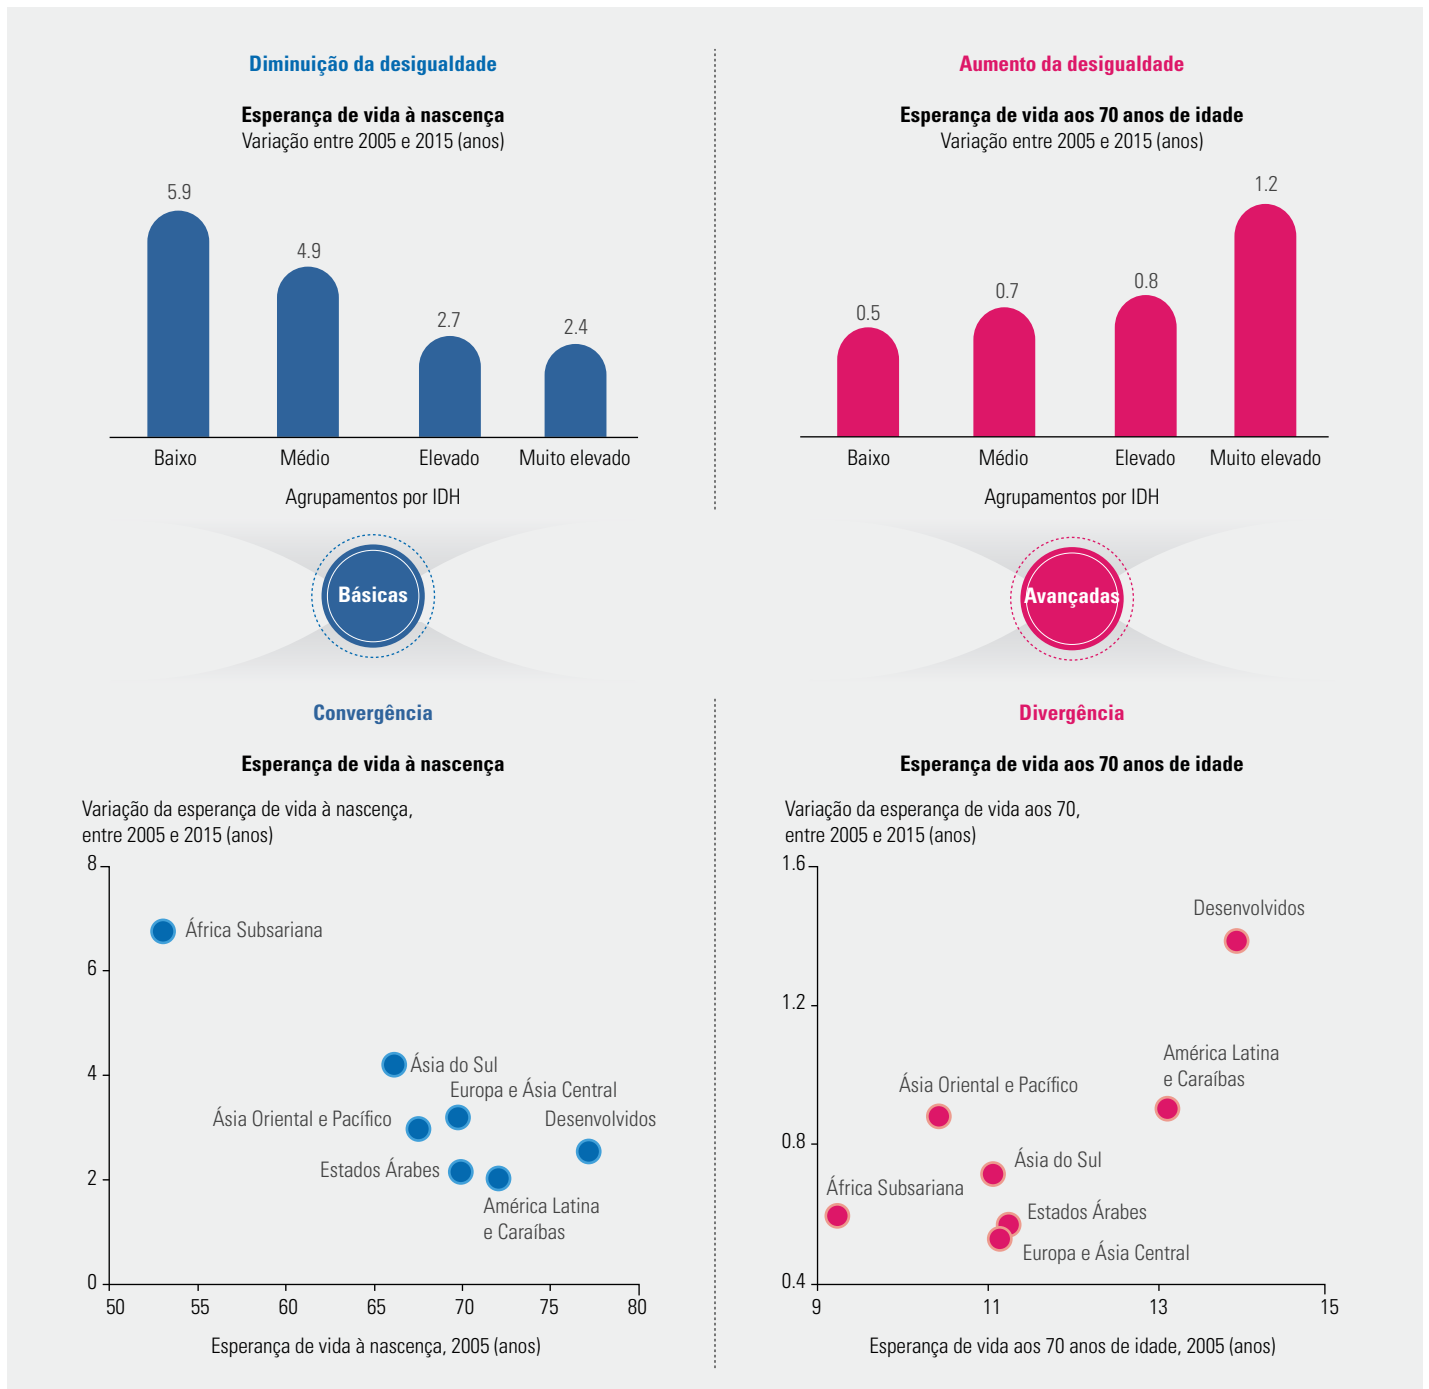 Diminuição da desigualdade
Esperança de vida à nascença
Variação entre 2005 e 2015 (anos)
5.9
4.9
2.7
2.4
Baixo
Médio
Elevado
Muito elevado
Agrupamentos por IDH
Aumento da desigualdade
Esperança de vida aos 70 anos de idade
Variação entre 2005 e 2015 (anos)
0.5
0.7
0.8
1.2
Baixo
Médio
Elevado
Muito elevado
Agrupamentos por IDH
Básicas
Avançadas
Convergência
Esperança de vida à nascença
Variação da esperança de vida à nascença,
entre 2005 e 2015 (anos)
8
6
4
2
0
África Subsariana
Ásia do Sul
Europa e Ásia Central
Ásia Oriental e Pacífico
Desenvolvidos
Estados Árabes
América Latina
e Caraíbas
50
55
60
65
70
75
80
Esperança de vida à nascença, 2005 (anos)
Divergência
Esperança de vida aos 70 anos de idade
Variação da esperança de vida aos 70,
entre 2005 e 2015 (anos)
1.6
1.2
0.8
0.4
Desenvolvidos
América Latina
e Caraíbas
Ásia Oriental e Pacífico
Ásia do Sul
África Subsariana
Estados Árabes
Europa e Ásia Central
9
11
13
15
Esperança de vida aos 70 anos de idade, 2005 (anos)